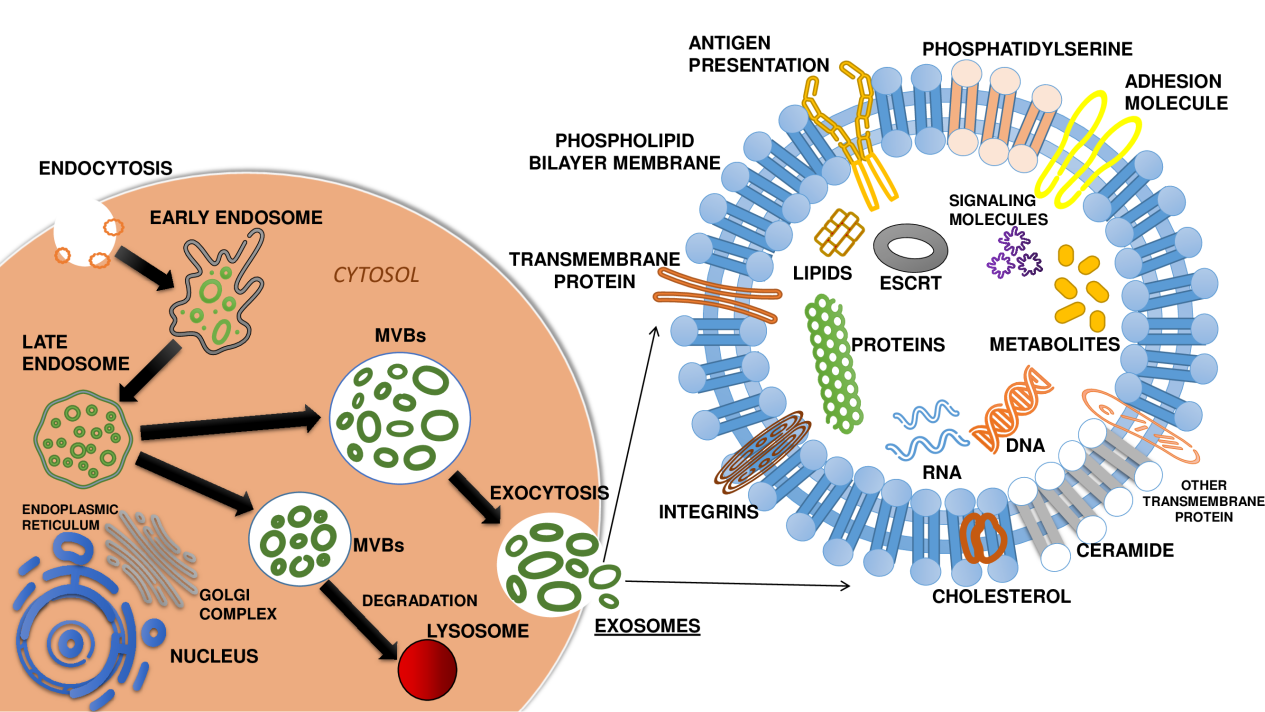 ENDOCYTOSIS
EARLY ENDOSOME
CYTOSOL
LATE
ENDOSOME
MVBs
EXOCYTOSIS
ENDOPLASMIC
RETICULUM
MVBs
GOLGI
COMPLEX
DEGRADATION
LYSOSOME
NUCLEUS
EXOSOMES
ANTIGEN
PRESENTATION
PHOSPHATIDYLSERINE
ADHESION
MOLECULE
PHOSPHOLIPID
BILAYER MEMBRANE
SIGNALING
MOLECULES
TRANSMEMBRANE
PROTEIN
LIPIDS
ESCRT
PROTEINS
METABOLITES
DNA
RNA
INTEGRINS
OTHER
TRANSMEMBRANE
PROTEIN
CERAMIDE
CHOLESTEROL